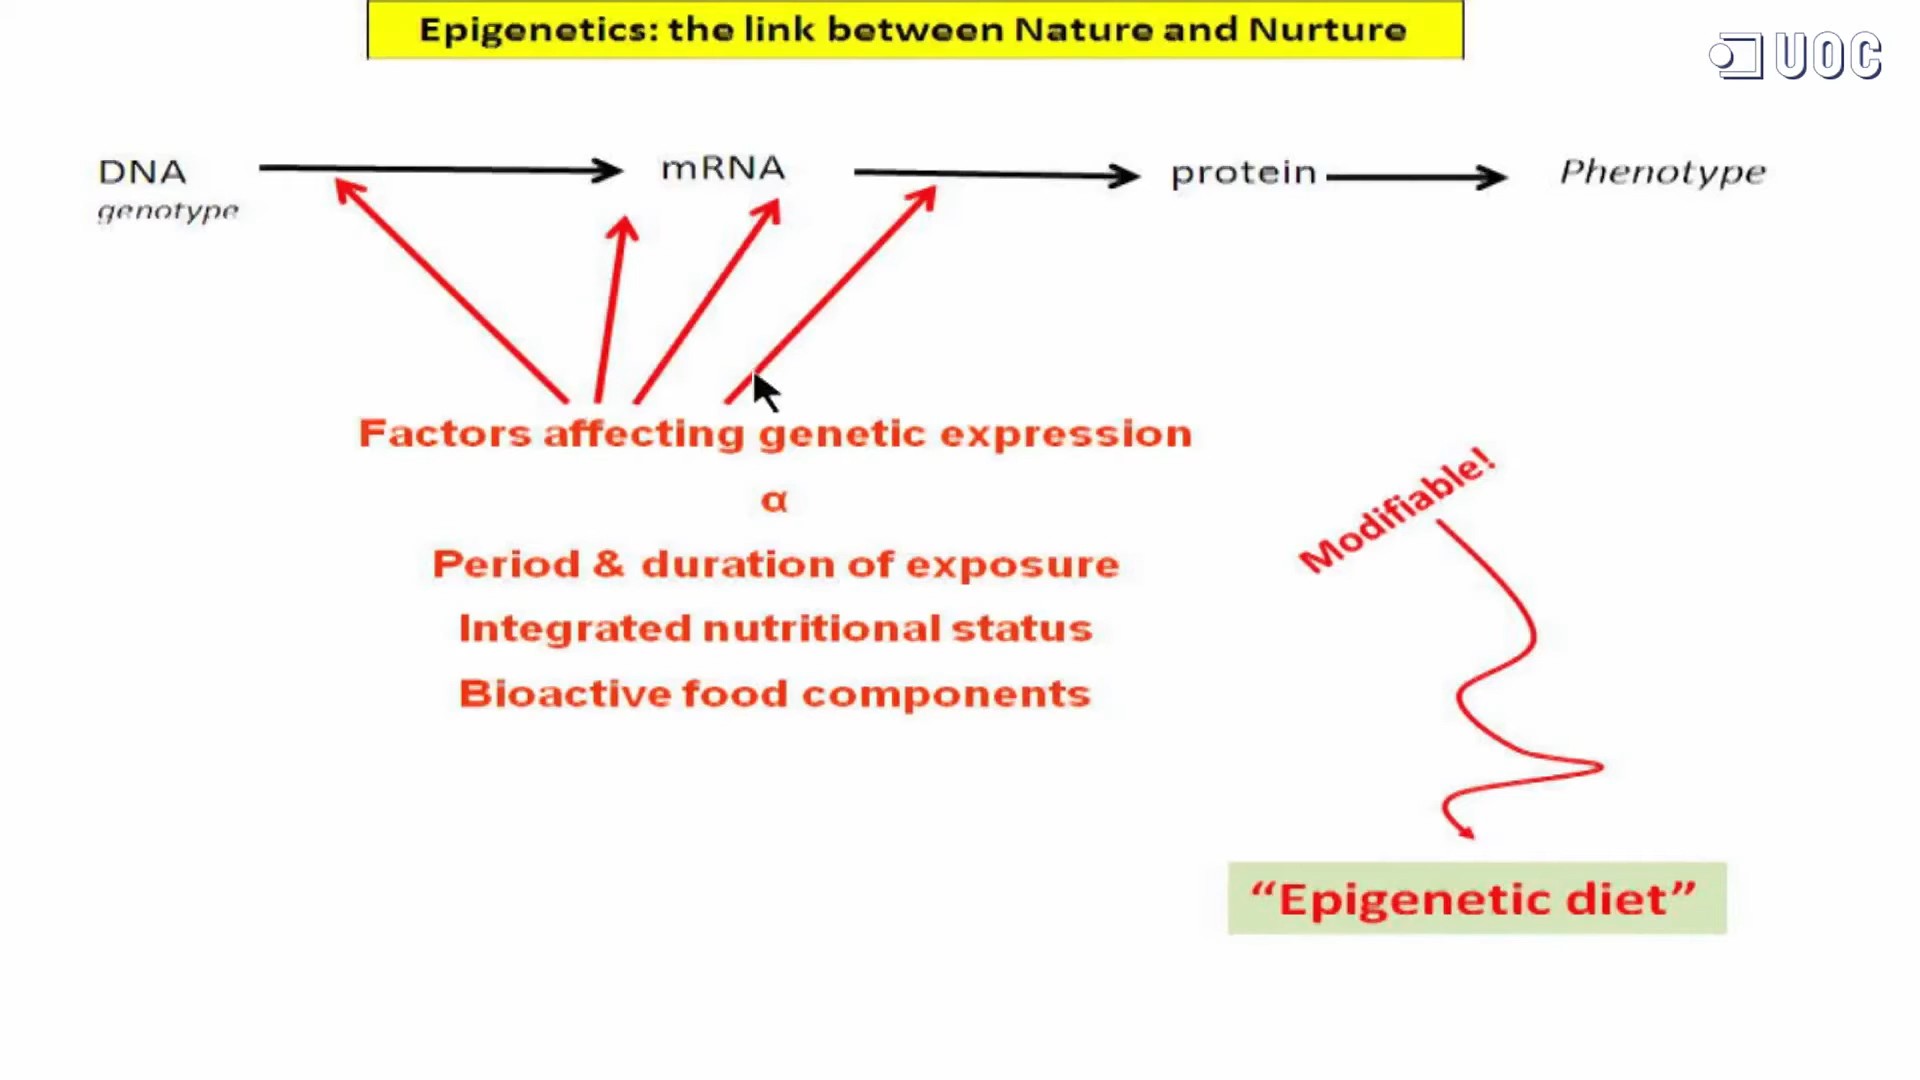 Epigenetics: the link between Nature and Nurture
UOC
DNA
genotype
mRNA
protein
Phenotype
Factors affecting genetic expression
α
Period & duration of exposure
Integrated nutritional status
Bioactive food components
Modifiable!
“Epigenetic diet”